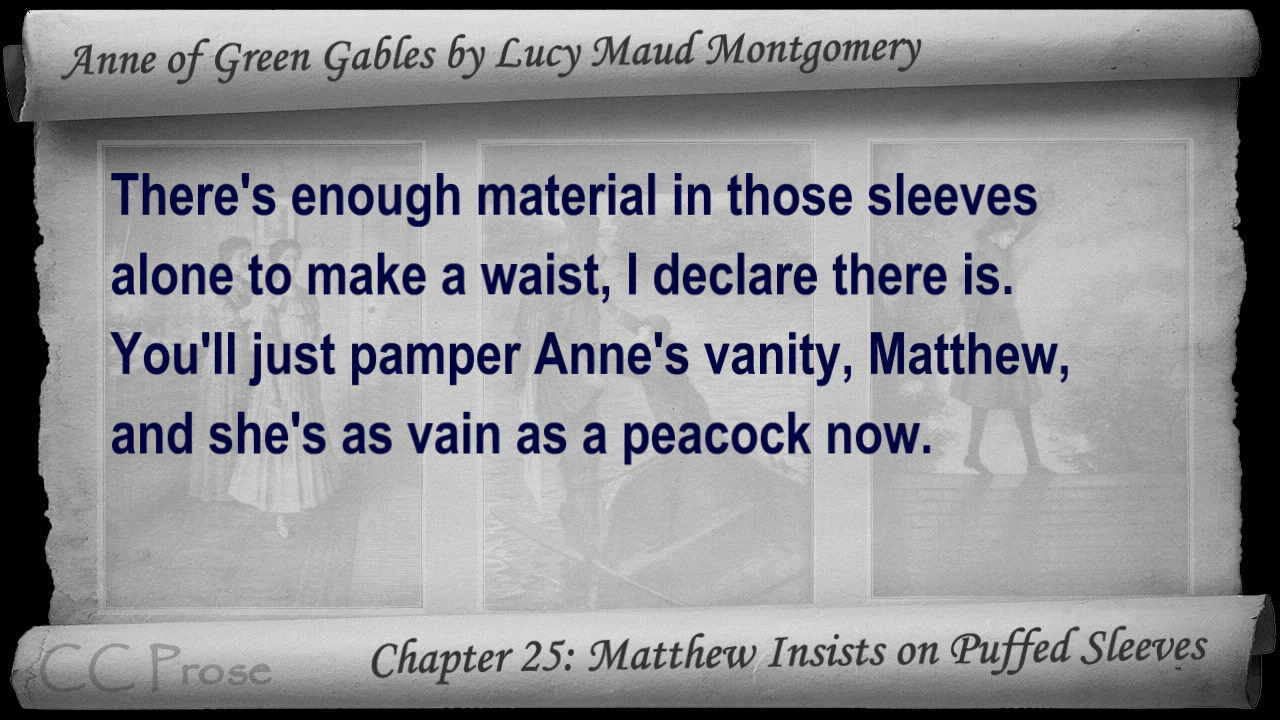 Anne of Green Gables by Lucy Maud Montgomery
There's enough material in those sleeves
alone to make a waist, I declare there is.
You'll just pamper Anne's vanity, Matthew,
and she's as vain as a peacock now.
CC Prose
Chapter 25: Matthew Insists on Puffed Sleeves